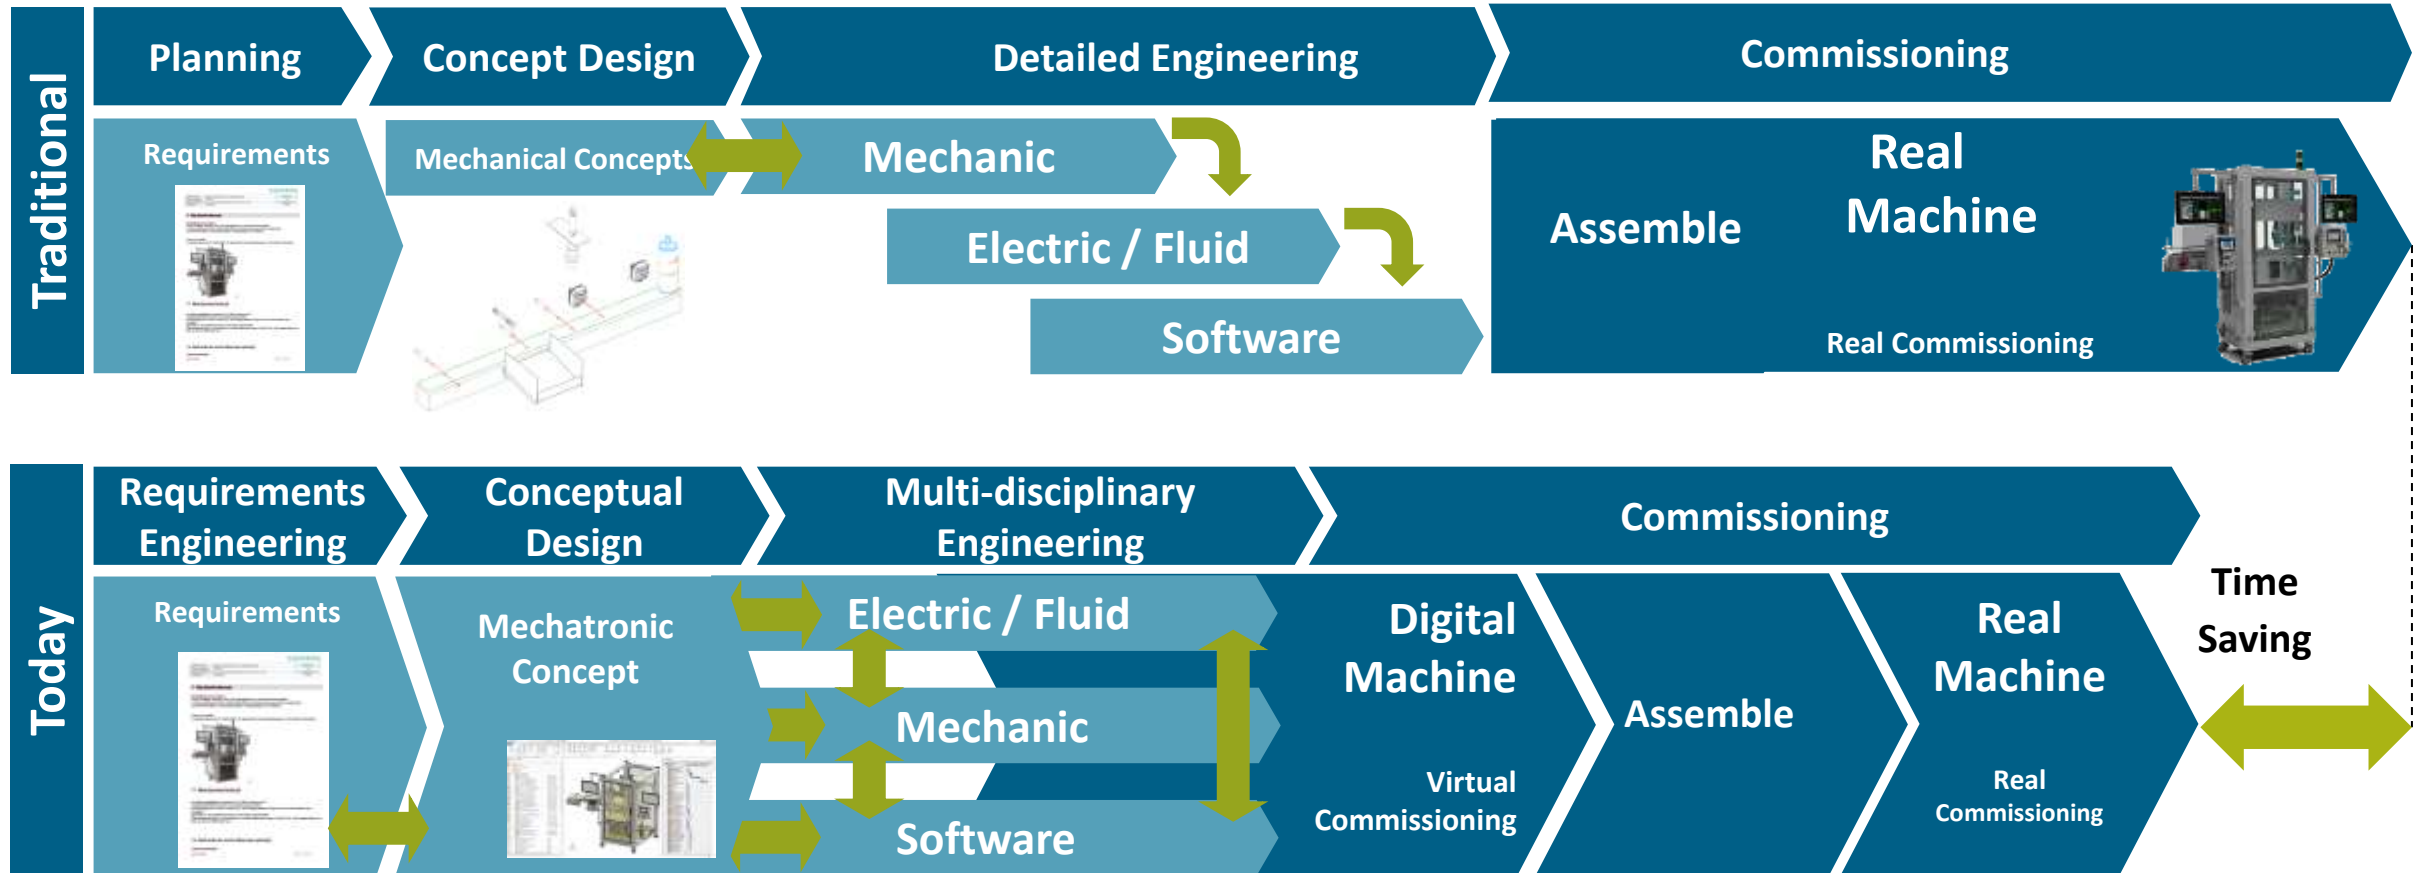 Traditional
Planning
Concept Design
Detailed Engineering
Commissioning
Requirements
Mechanical Concepts
Mechanic
Electric / Fluid
Software
Assemble
Real
Machine
Real Commissioning
Today
Requirements
Engineering
Conceptual
Design
Multi-disciplinary
Engineering
Commissioning
Requirements
Mechatronic
Concept
Electric / Fluid
Mechanic
Software
Digital
Machine
Virtual
Commissioning
Assemble
Real
Machine
Real
Commissioning
Time
Saving